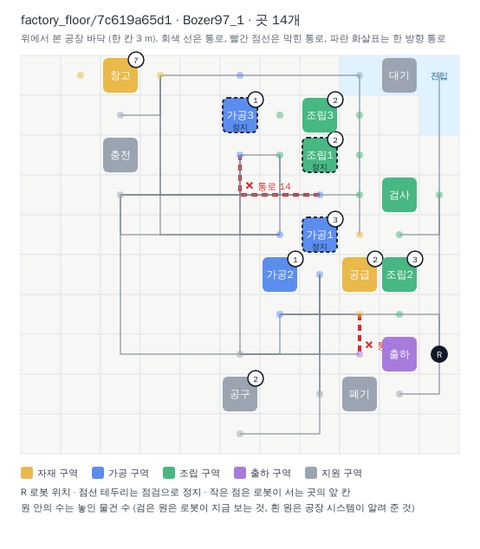 factory_floor/7c619a65d1 · Bozer97_1 · 곳 14개
위에서 본 공장 바닥 (한 칸 3 m). 회색 선은 통로, 빨간 점선은 막힌 통로, 파란 화살표는 한 방향 통로
창고 7
대기
가공3 1
정지
조립3 2
충전
조립1 2
정지
✖ 통로 14
검사
가공1 3
정지
가공2 1
공급 2
조립2 3
✖
출하
R
공구 2
폐기
자재 구역 가공 구역 조립 구역 출하 구역 지원 구역
R 로봇 위치 · 점선 테두리는 점검으로 정지 · 작은 점은 로봇이 서는 곳의 앞 칸
원 안의 수는 놓인 물건 수 (검은 원은 로봇이 지금 보는 것, 흰 원은 공장 시스템이 알려 준 것)